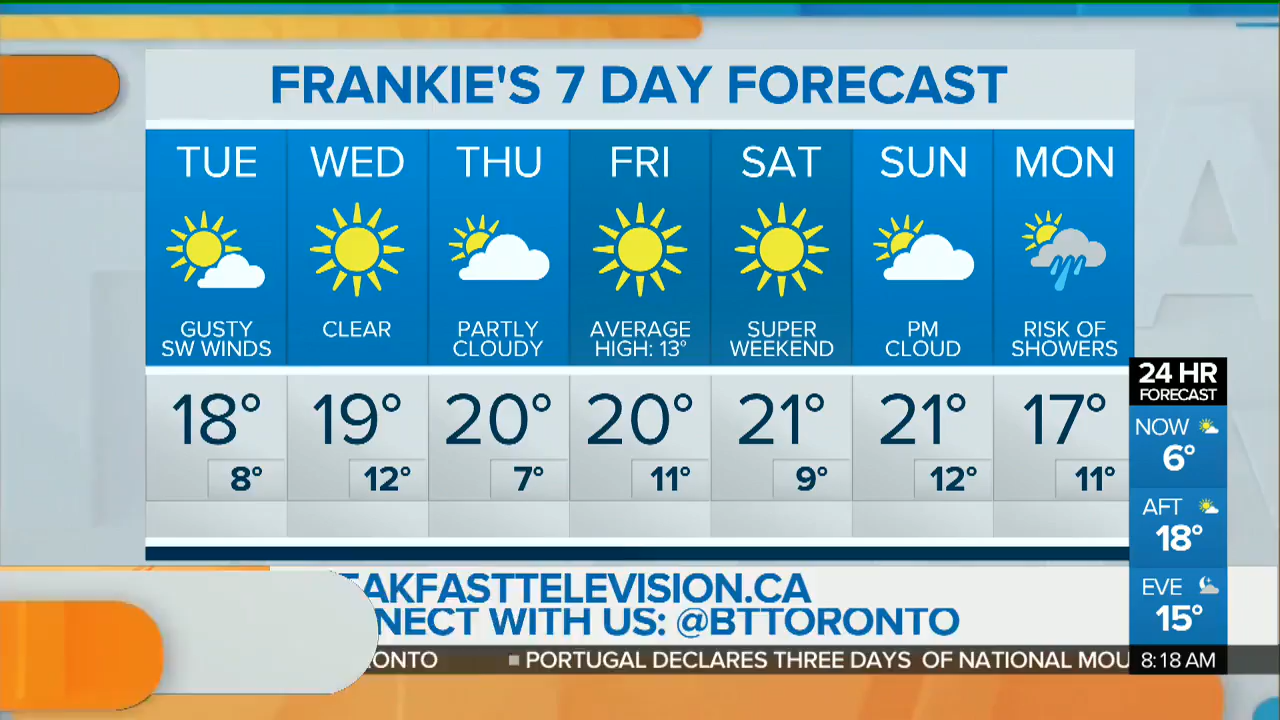 FRANKIE'S 7 DAY FORECAST
TUE WED THU FRI SAT SUN MON
GUSTY SW WINDS
CLEAR
PARTLY CLOUDY
AVERAGE HIGH: 13°
SUPER WEEKEND
PM CLOUD
RISK OF SHOWERS
18° 19° 20° 20° 21° 21° 17°
8° 12° 7° 11° 9° 12° 11°
24 HR
FORECAST
NOW
6°
AFT
18°
EVE
15°
AKFASTTELEVISION.CA
NECT WITH US: @BTTORONTO
ONTO ■ PORTUGAL DECLARES THREE DAYS OF NATIONAL MOU
8:18 AM